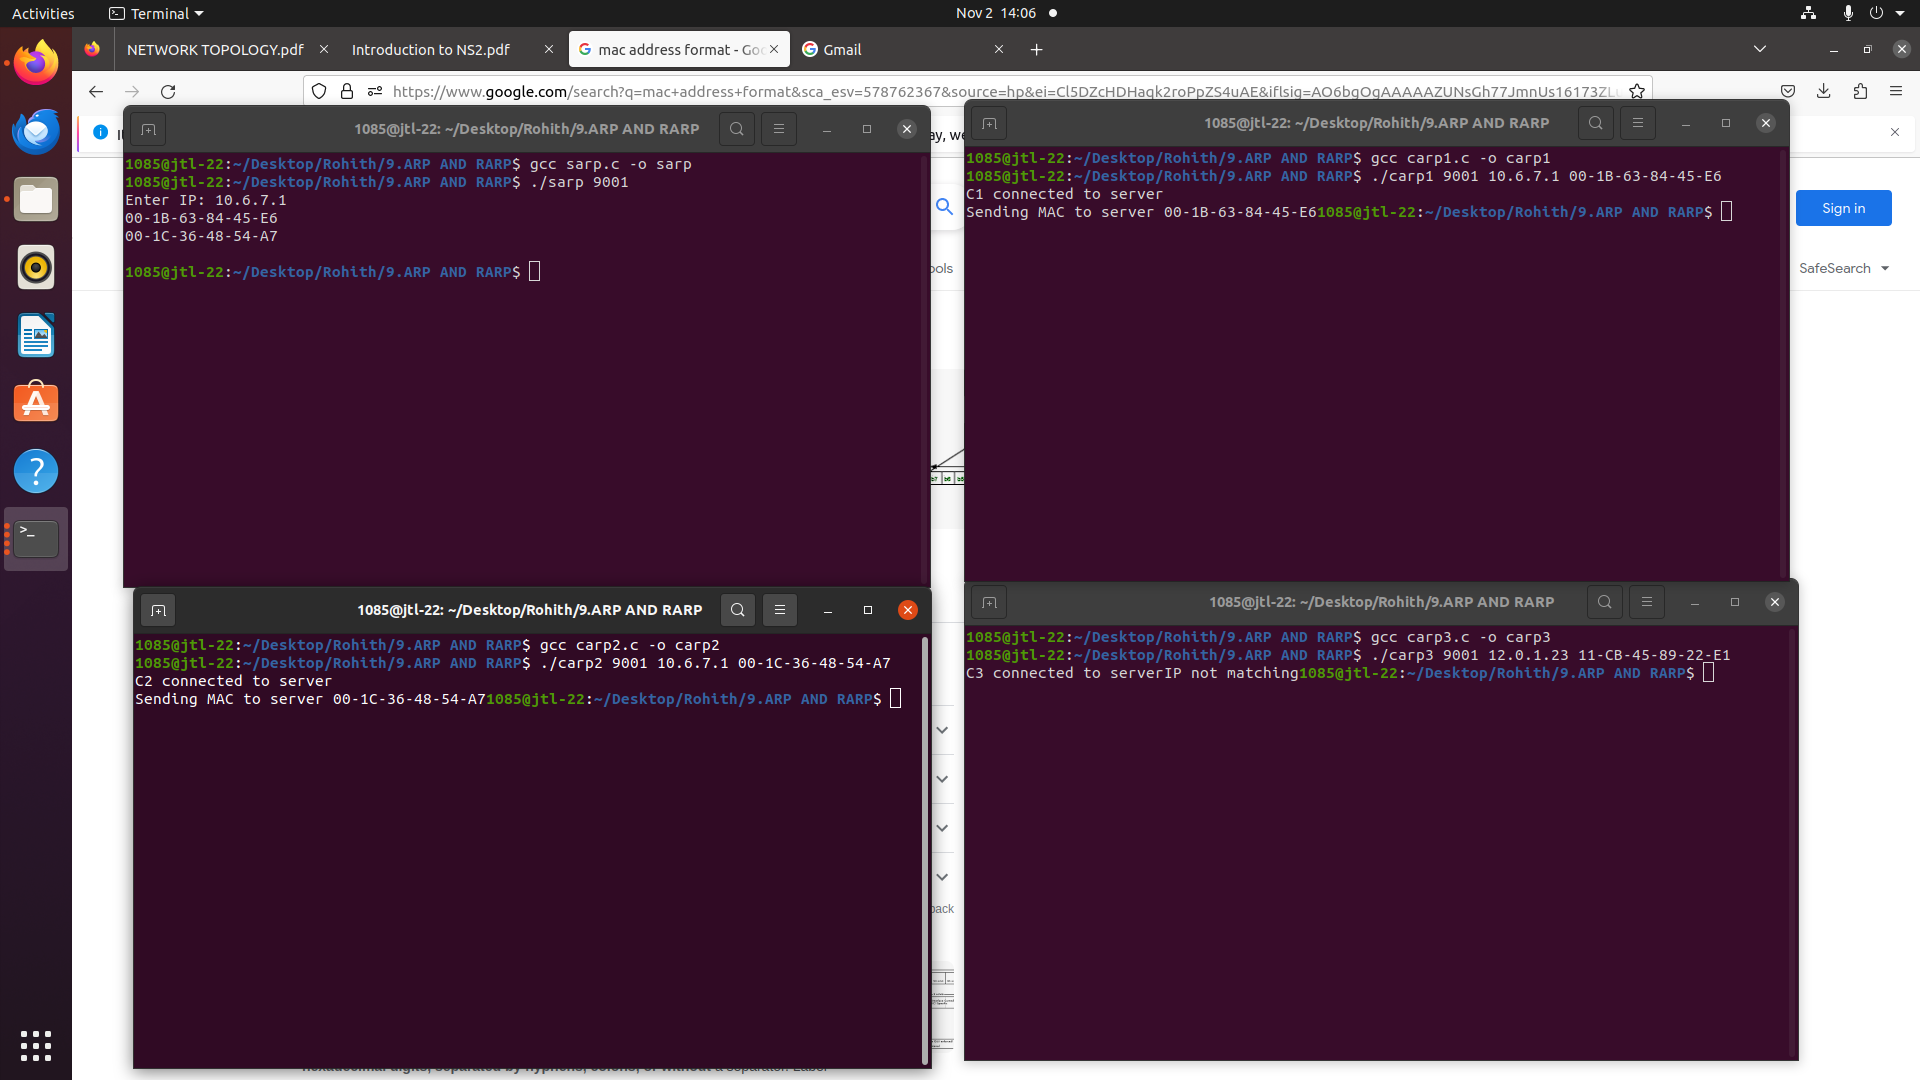 Activities
Terminal
Nov 2 14:06
NETWORK TOPOLOGY.pdf
Introduction to NS2.pdf
mac address format - Goo
Gmail
https://www.google.com/search?q=mac+address+format&sca_esv=578762367&source=hp&ei=Cl5DZcHDHaqk2roPpZS4uAE&iflsig=AO6bgOgAAAAAZUNsGh77JmnUs16173ZLu
1085@jtl-22: ~/Desktop/Rohith/9.ARP AND RARP
1085@jtl-22:~/Desktop/Rohith/9.ARP AND RARP$ gcc sarp.c -o sarp
1085@jtl-22:~/Desktop/Rohith/9.ARP AND RARP$ ./sarp 9001
Enter IP: 10.6.7.1
00-1B-63-84-45-E6
00-1C-36-48-54-A7
1085@jtl-22:~/Desktop/Rohith/9.ARP AND RARP$
ay, we
1085@jtl-22: ~/Desktop/Rohith/9.ARP AND RARP
1085@jtl-22:~/Desktop/Rohith/9.ARP AND RARP$ gcc carp1.c -o carp1
1085@jtl-22:~/Desktop/Rohith/9.ARP AND RARP$ ./carp1 9001 10.6.7.1 00-1B-63-84-45-E6
C1 connected to server
Sending MAC to server 00-1B-63-84-45-E61085@jtl-22:~/Desktop/Rohith/9.ARP AND RARP$
Sign in
ools
SafeSearch
b7 b6
1085@jtl-22: ~/Desktop/Rohith/9.ARP AND RARP
1085@jtl-22:~/Desktop/Rohith/9.ARP AND RARP$ gcc carp2.c -o carp2
1085@jtl-22:~/Desktop/Rohith/9.ARP AND RARP$ ./carp2 9001 10.6.7.1 00-1C-36-48-54-A7
C2 connected to server
Sending MAC to server 00-1C-36-48-54-A71085@jtl-22:~/Desktop/Rohith/9.ARP AND RARP$
1085@jtl-22: ~/Desktop/Rohith/9.ARP AND RARP
1085@jtl-22:~/Desktop/Rohith/9.ARP AND RARP$ gcc carp3.c -o carp3
1085@jtl-22:~/Desktop/Rohith/9.ARP AND RARP$ ./carp3 9001 12.0.1.23 11-CB-45-89-22-E1
C3 connected to serverIP not matching1085@jtl-22:~/Desktop/Rohith/9.ARP AND RARP$
back